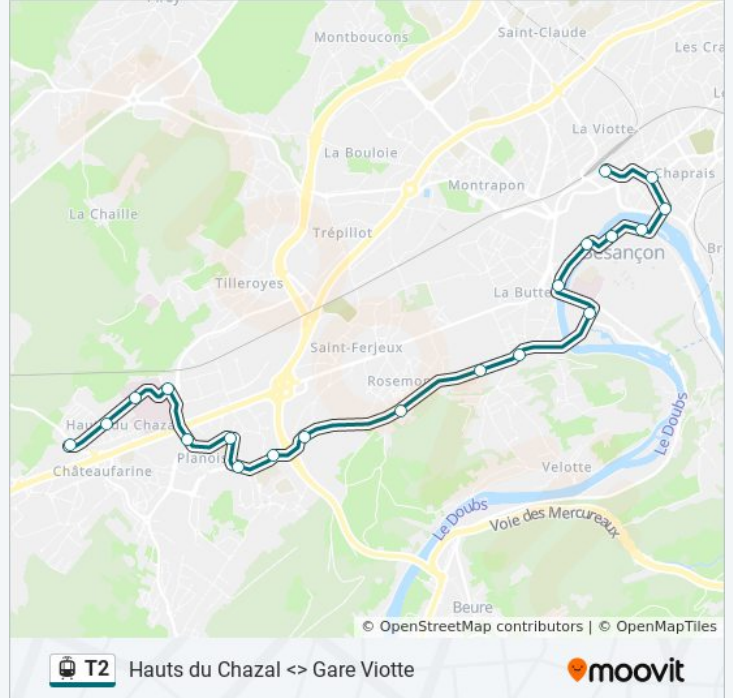 Montboucons
Saint-Claude
Les Cra
La Viotte
La Bouloie
Chaprais
Montrapon
La Chaille
Trépillot
Br
Besançon
Tilleroyes
La Butte
Saint-Ferjeux
Rosemo
Hauts du Chaza
Planois
Châteaufarine
Le Doubs
Velotte
Le Doubs
Voie des Mercureaux
Beure
© OpenStreetMap contributors | © OpenMapTiles
T2 Hauts du Chazal <> Gare Viotte
moovit